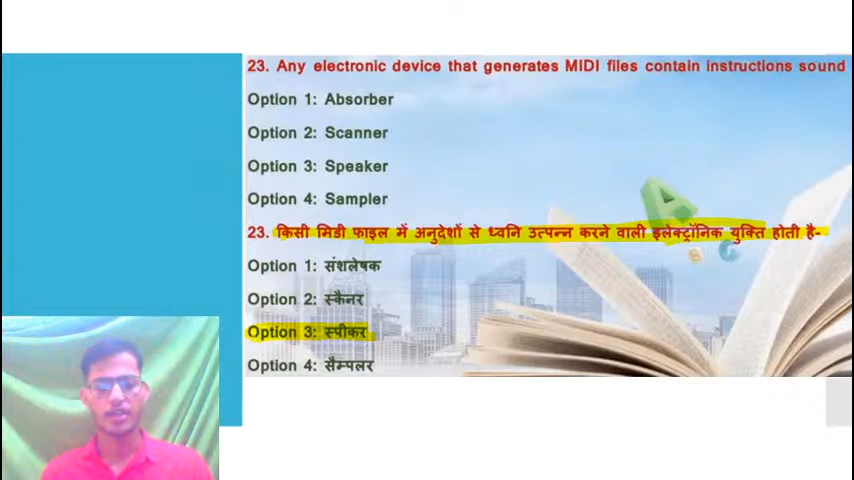 23. Any electronic device that generates MIDI files contain instructions sound
Option 1: Absorber
Option 2: Scanner
Option 3: Speaker
Option 4: Sampler
23. किसी मिडी फाइल में अनुदेशों से ध्वनि उत्पन्न करने वाली इलेक्ट्रॉनिक युक्ति होती है-
Option 1: संशलेषक
Option 2: स्कैनर
Option 3: स्पीकर
Option 4: सैम्पलर
A
C